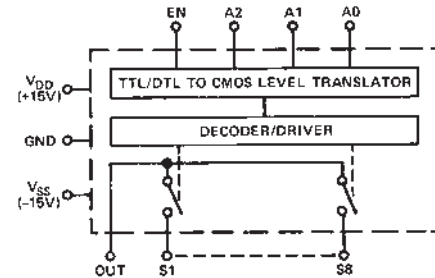 EN A2 A1 A0
VDD
(+15V)
TTL/DTL TO CMOS LEVEL TRANSLATOR
DECODER/DRIVER
GND
VSS
(–15V)
OUT S1 S8